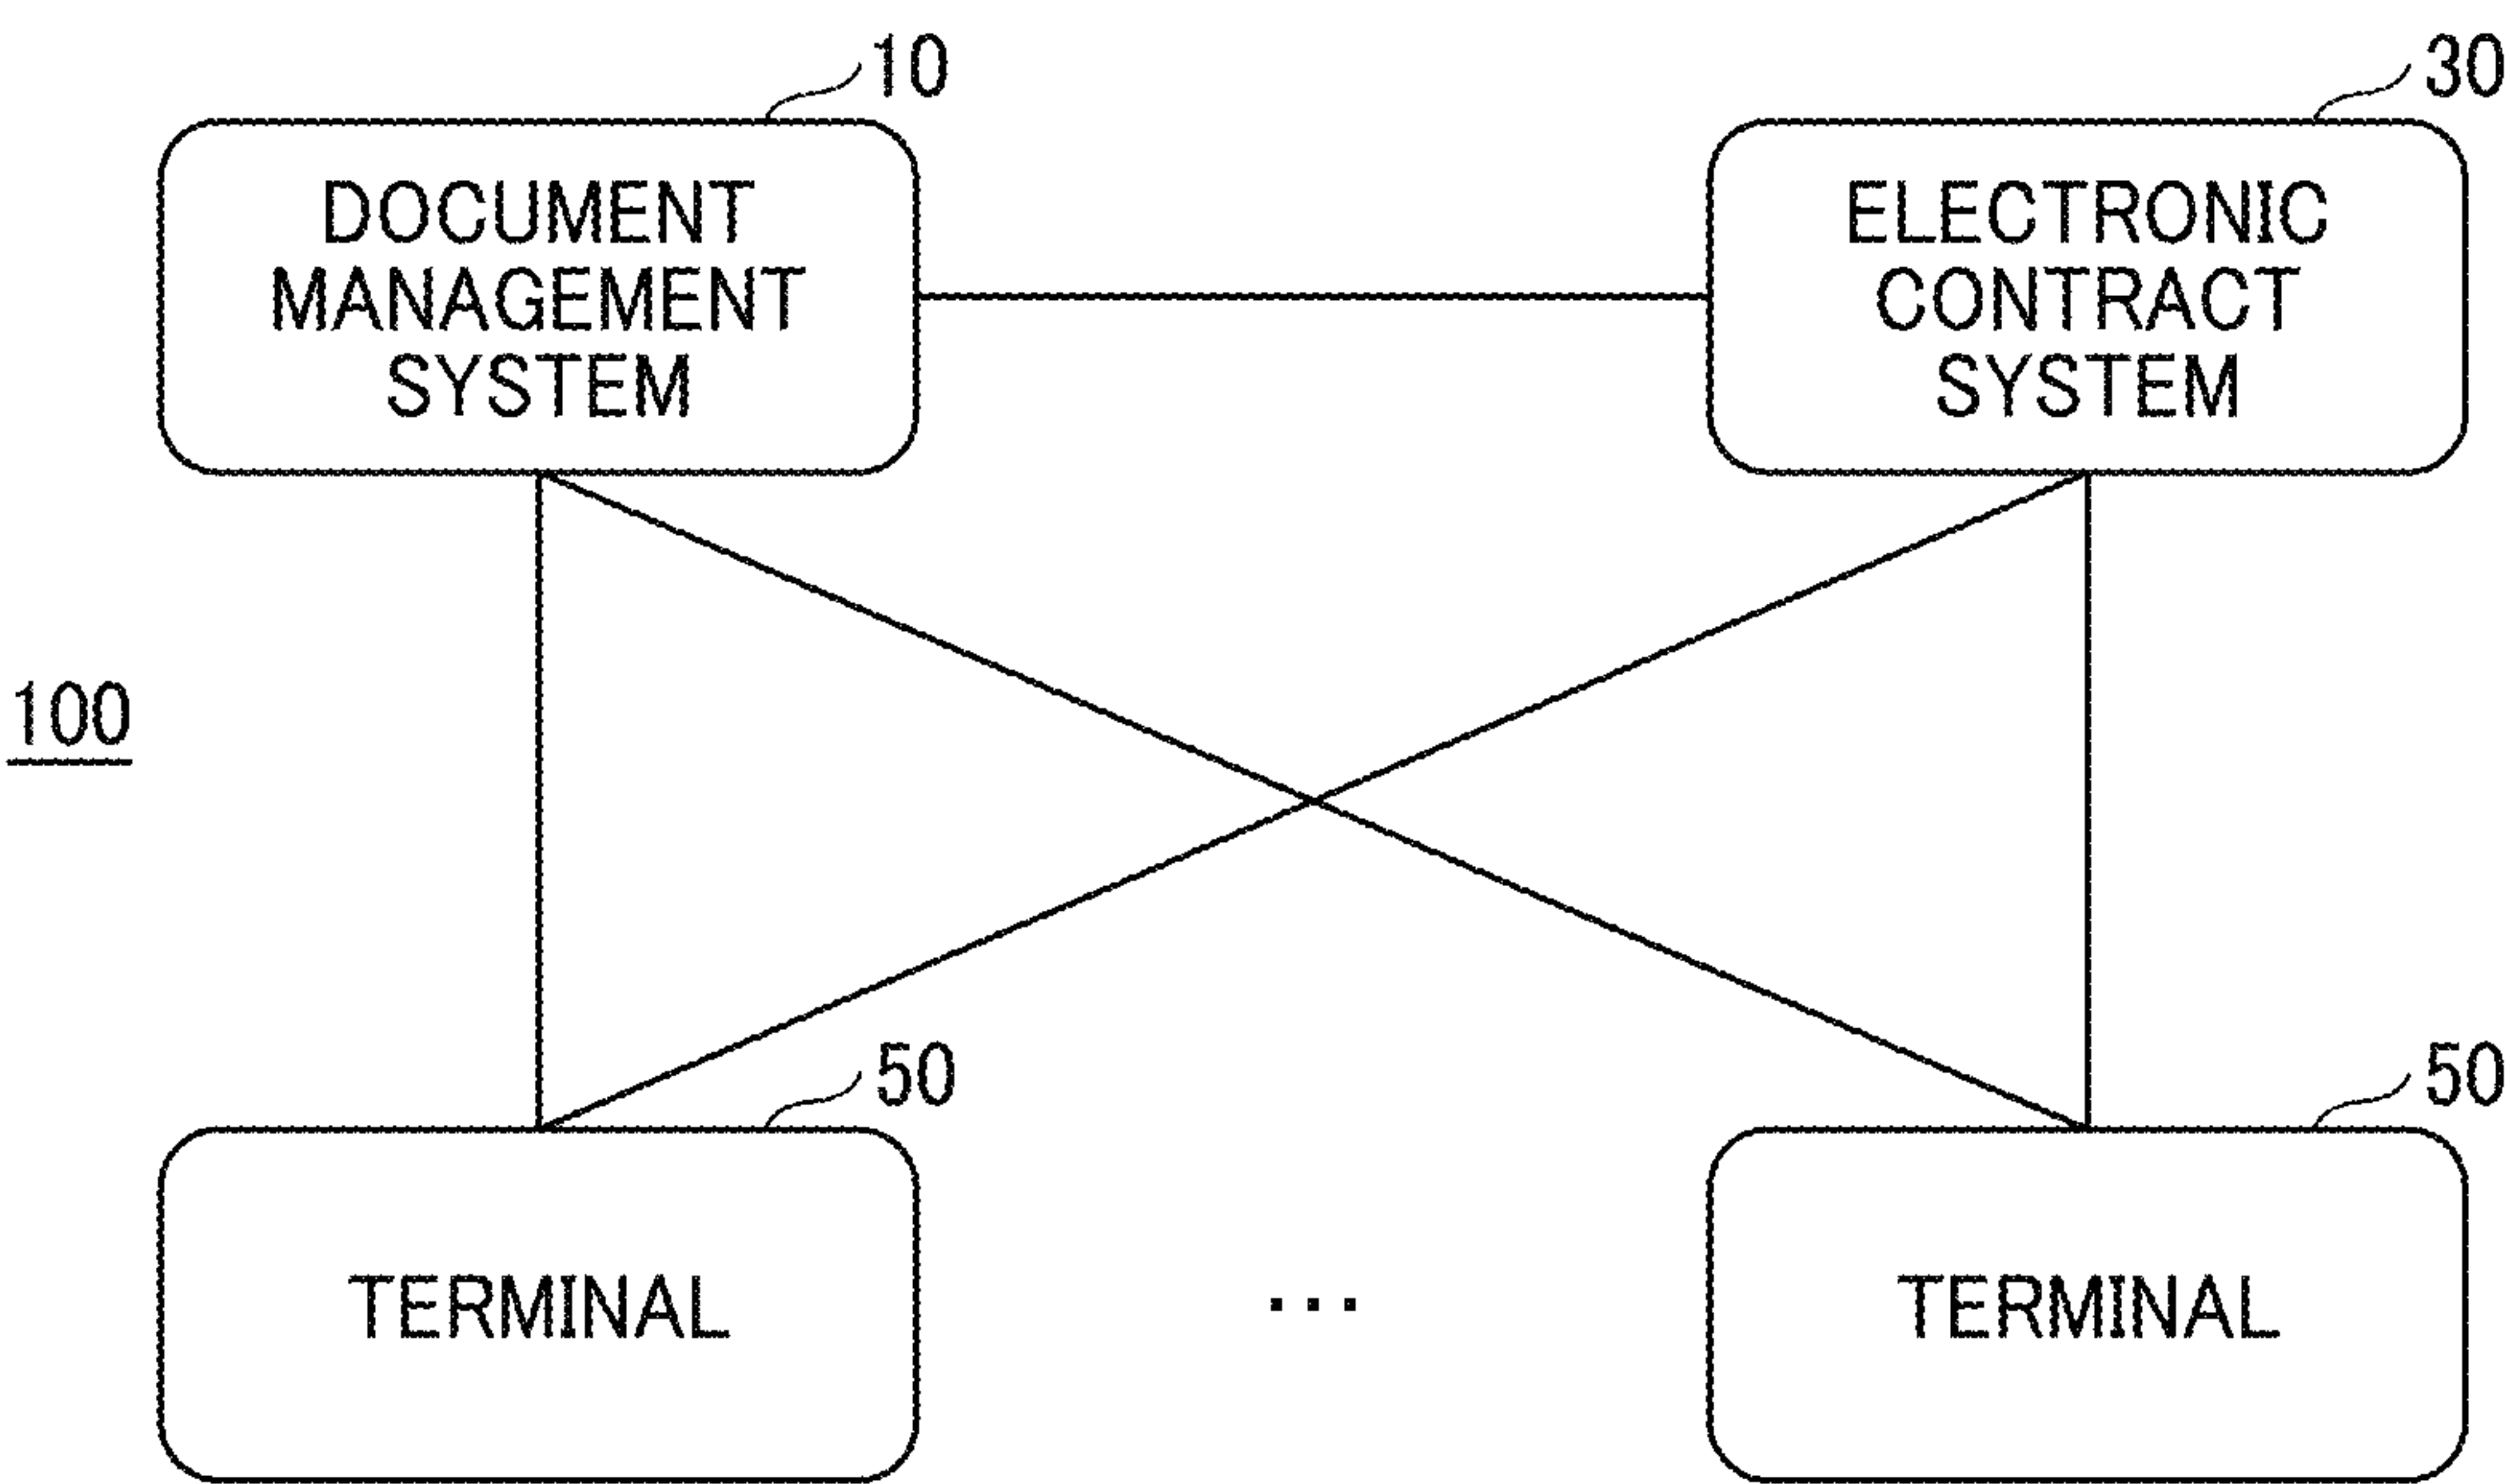 10
30
DOCUMENT
MANAGEMENT
SYSTEM
ELECTRONIC
CONTRACT
SYSTEM
100
50
50
TERMINAL
...
TERMINAL